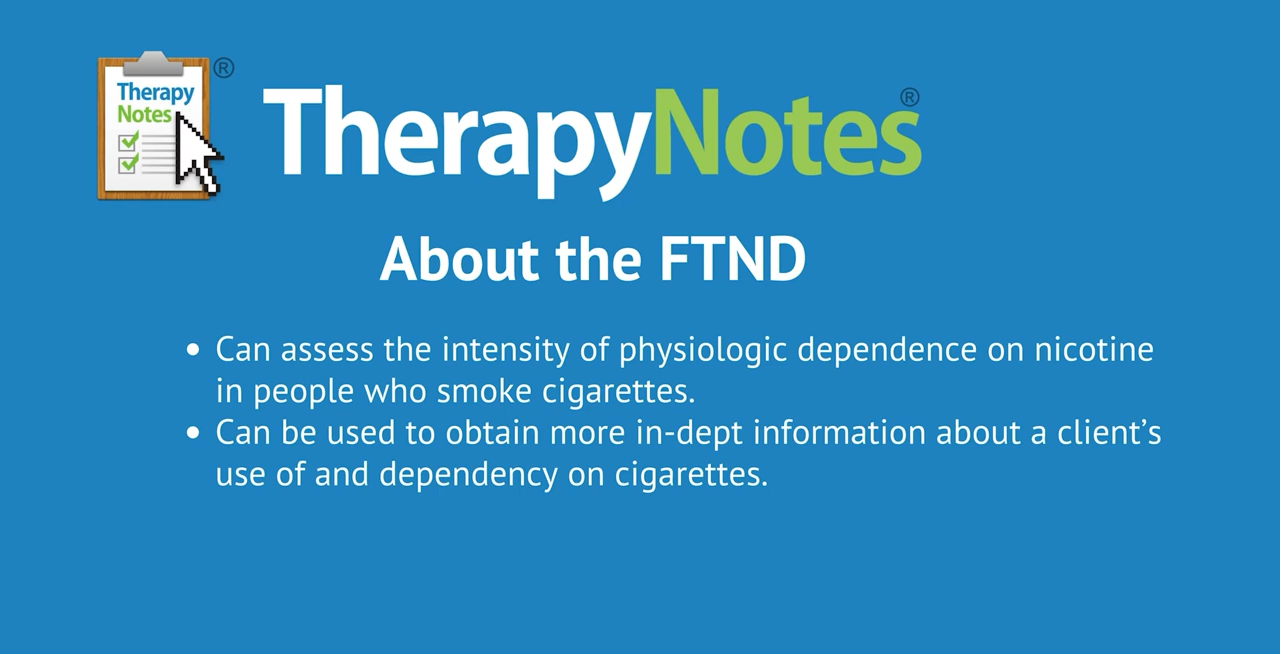 Therapy
Notes
®
TherapyNotes®
About the FTND
• Can assess the intensity of physiologic dependence on nicotine
in people who smoke cigarettes.
• Can be used to obtain more in-dept information about a client’s
use of and dependency on cigarettes.